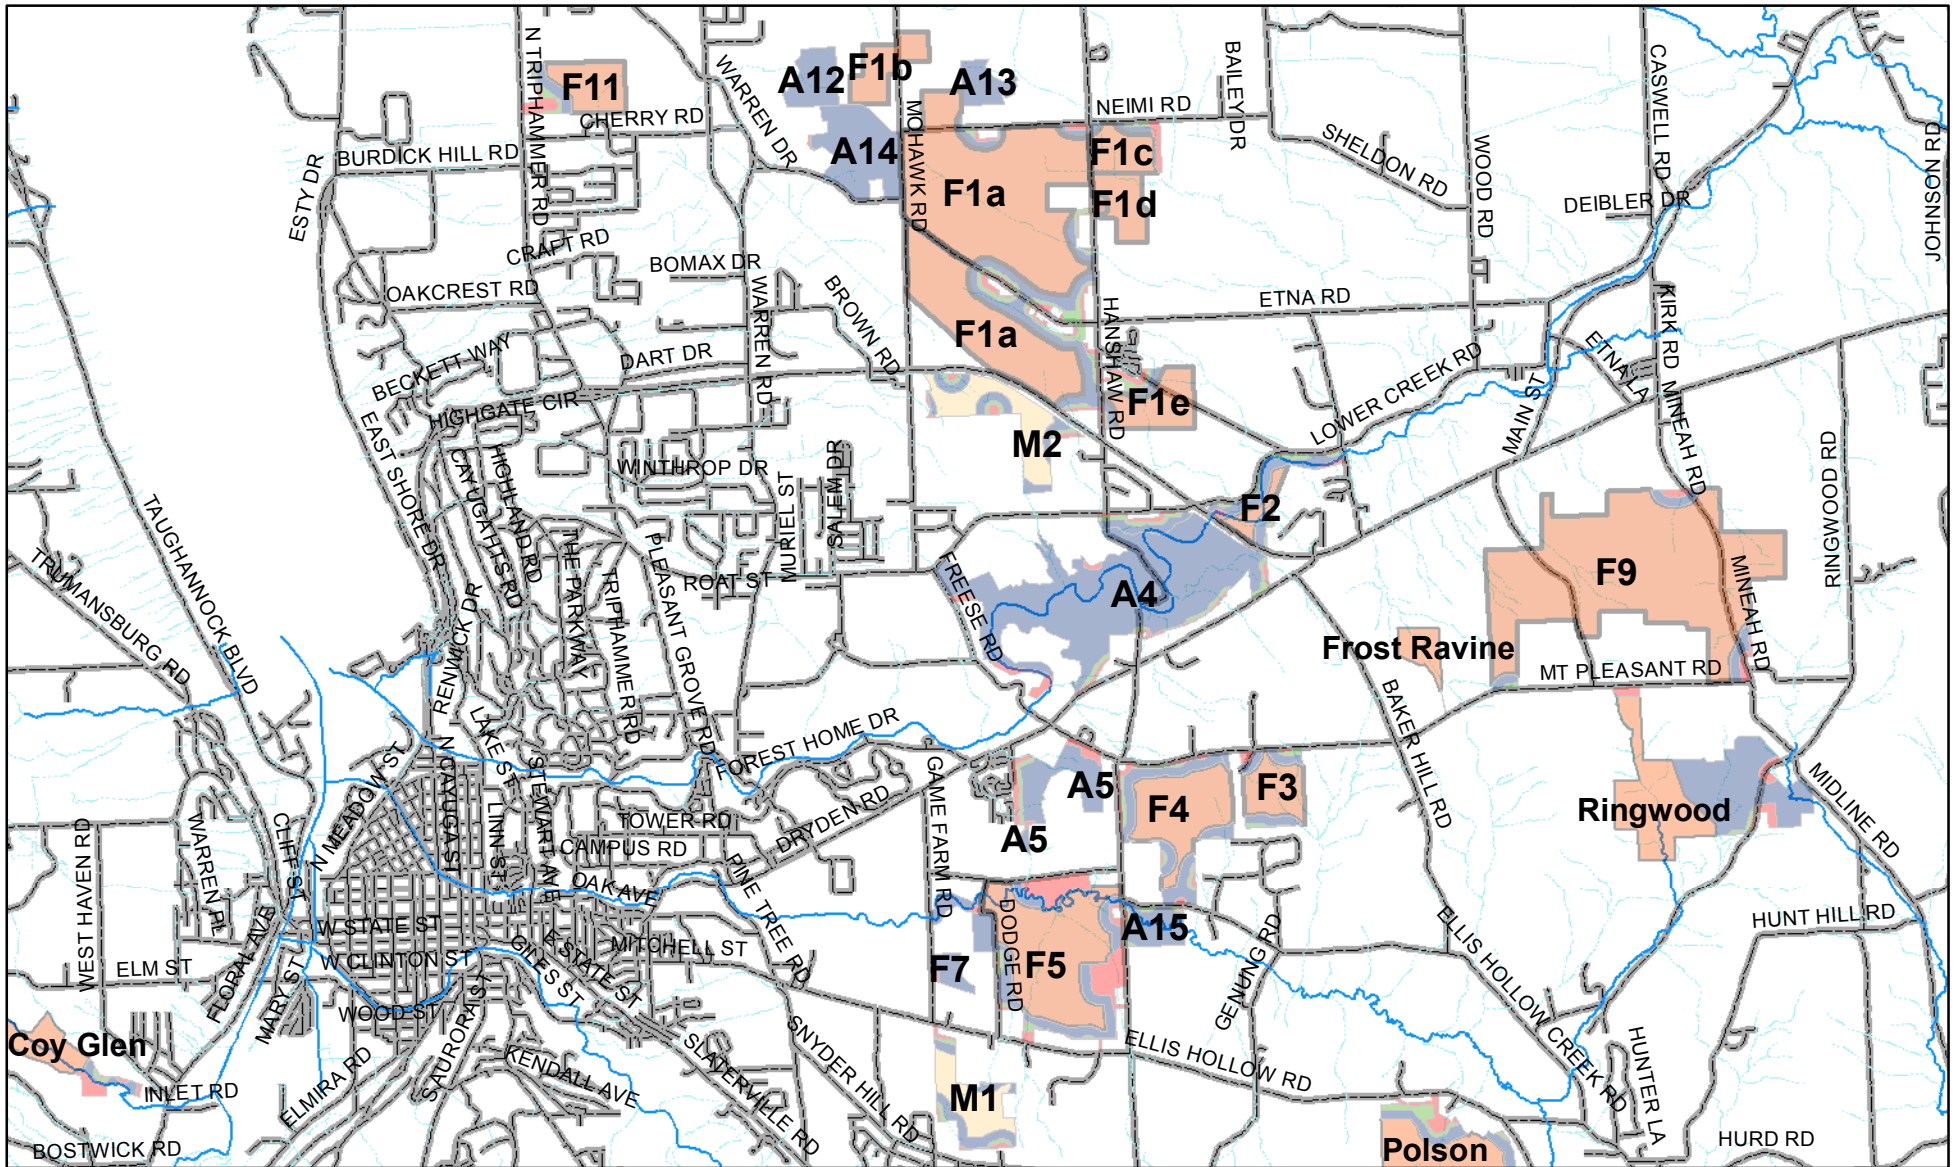 N TRIPHAMMER RD
F11
CHERRY RD
WARREN DR
A12
F1b
A13
MOHAWK RD
NEIMI RD
BAILEY DR
SHELDON RD
WOOD RD
CASWELL RD
JOHNSON RD
ESTY DR
BURDICK HILL RD
A14
F1a
F1c
F1d
DEIBLER DR
CRAFT RD
BOMAX DR
OAKCREST RD
WARREN RD
BROWN RD
HANSHAW RD
ETNA RD
KIRK RD
F1a
BECKETT WAY
DART DR
HIGHGATE CIR
F1e
LOWER CREEK RD
MAIN ST
ETNA LA
MINEAH RD
RINGWOOD RD
EAST SHORE DR
CAYUGA HTS RD
HIGHLAND RD
WINTHROP DR
MURIEL ST
SALEM DR
M2
F2
TAUGHANNOCK BLVD
TRUMANSBURG RD
THE PARKWAY
TRIPHAMMER RD
PLEASANT GROVE RD
ROAT ST
FREESE RD
A4
F9
MINEAH RD
Frost Ravine
MT PLEASANT RD
RENWICK DR
LAKE ST
BAKER HILL RD
FOREST HOME DR
N MEADOW ST
N CAYUGA ST
LINN ST
STEWART AVE
GAME FARM RD
A5
F4
F3
Ringwood
MIDLINE RD
WEST HAVEN RD
WARREN PL
CLIFF ST
TOWER RD
CAMPUS RD
DRYDEN RD
A5
OAK AVE
PINE TREE RD
FLORAL AVE
W STATE ST
E STATE ST
MITCHELL ST
DODGE RD
A15
GENUNG RD
HUNT HILL RD
ELM ST
MARY ST
W CLINTON ST
GILES ST
F7
F5
ELLIS HOLLOW CREEK RD
WOOD ST
S AURORA ST
Coy Glen
INLET RD
ELMIRA RD
KENDALL AVE
SLATERVILLE RD
SNYDER HILL RD
M1
ELLIS HOLLOW RD
HUNTER LA
BOSTWICK RD
Polson
HURD RD